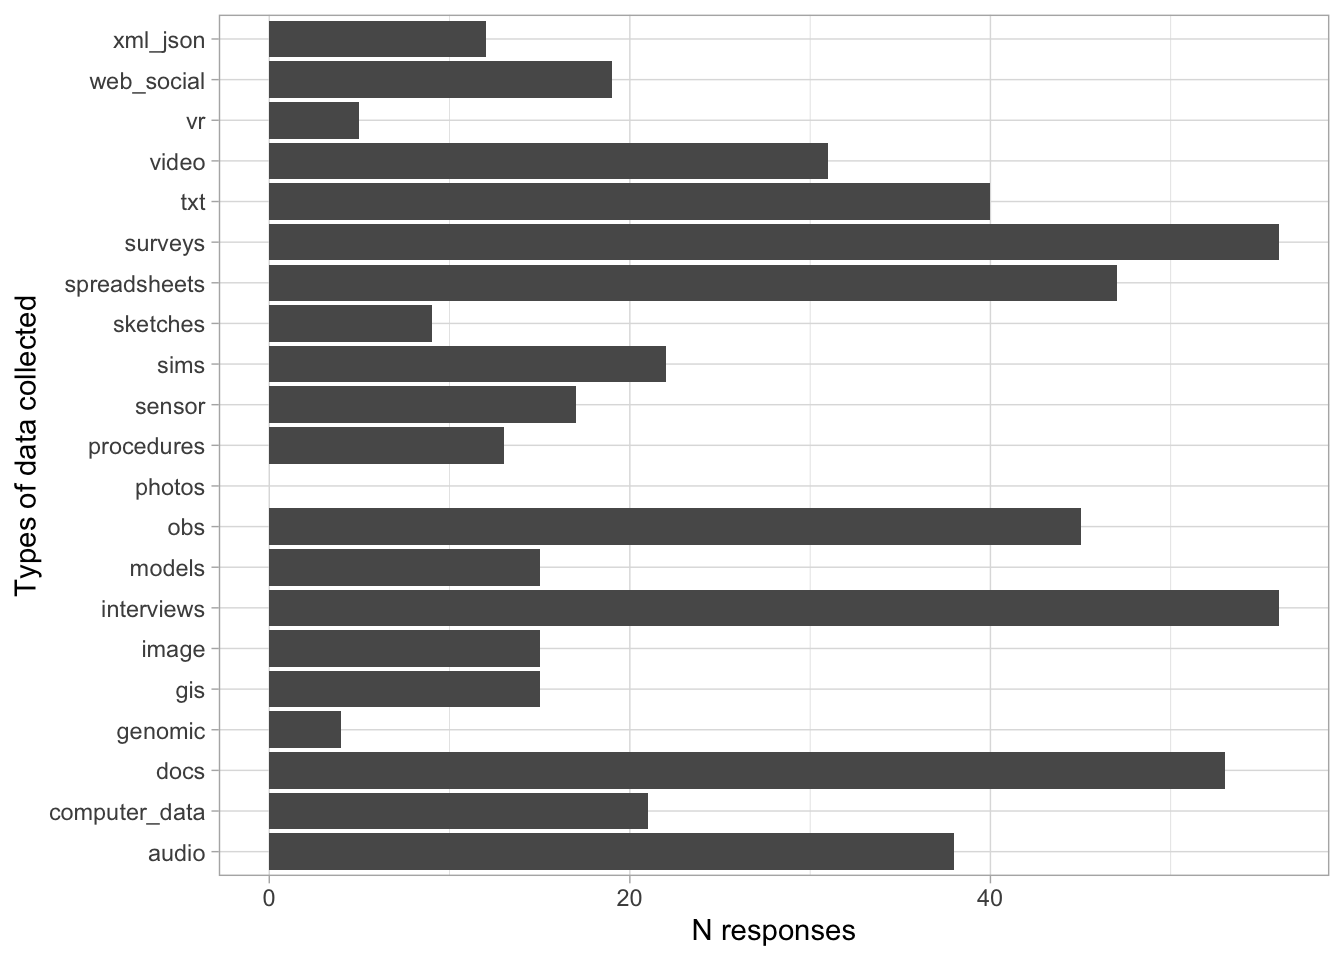 xml_json
web_social
vr
video
txt
surveys
spreadsheets
sketches
sims
sensor
procedures
photos
obs
models
interviews
image
gis
genomic
docs
computer_data
audio
Types of data collected
0 20 40
N responses